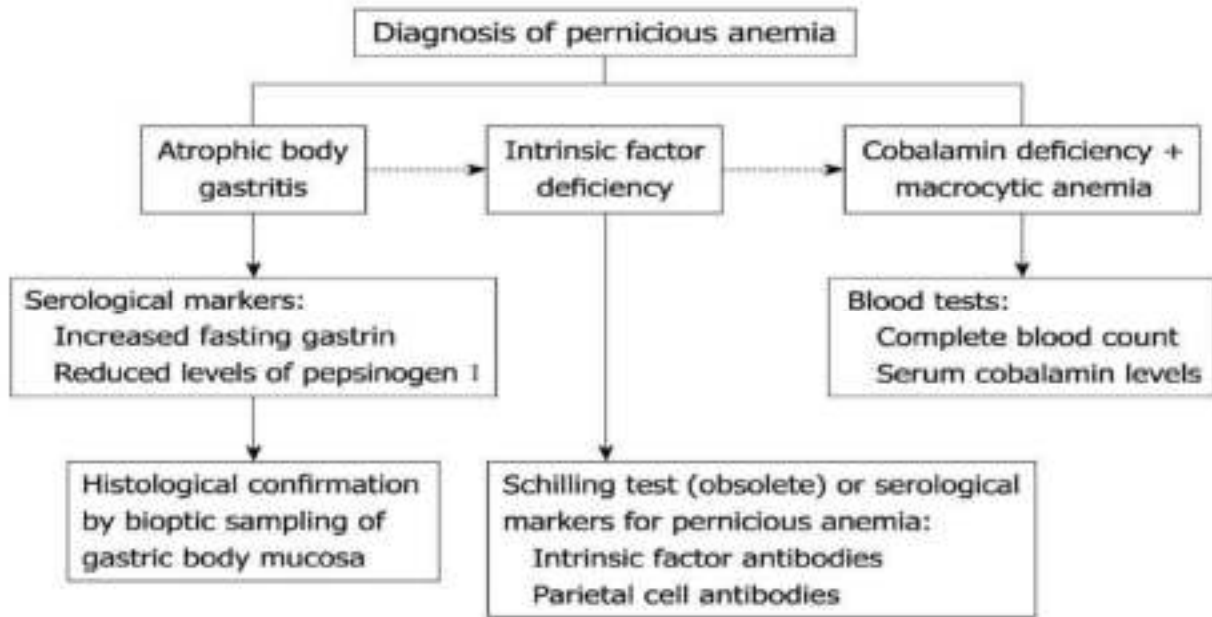 Diagnosis of pernicious anemia
Atrophic body
gastritis
Intrinsic factor
deficiency
Cobalamin deficiency +
macrocytic anemia
Serological markers:
Increased fasting gastrin
Reduced levels of pepsinogen I
Blood tests:
Complete blood count
Serum cobalamin levels
Histological confirmation
by bioptic sampling of
gastric body mucosa
Schilling test (obsolete) or serological
markers for pernicious anemia:
Intrinsic factor antibodies
Parietal cell antibodies